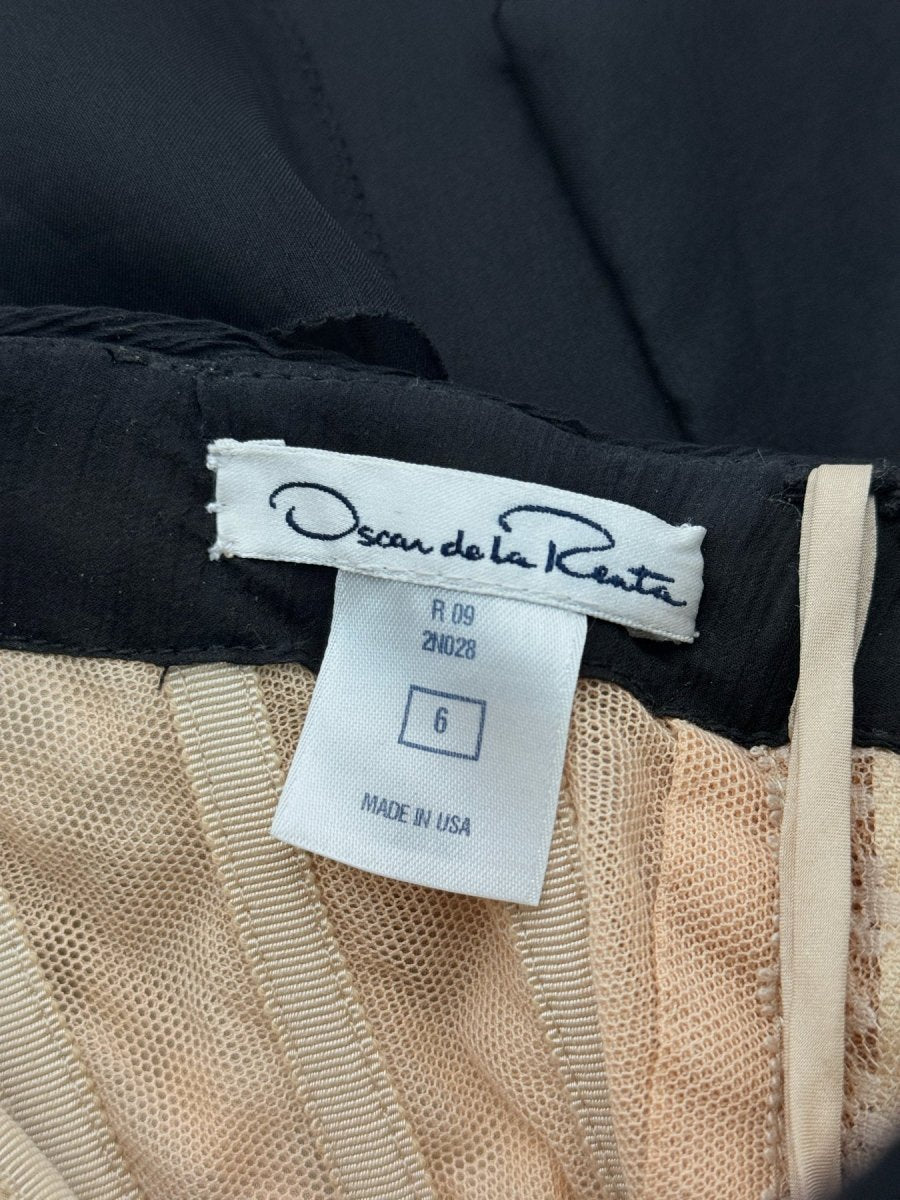 Oscar de la Renta
R 09
2N028
6
MADE IN USA